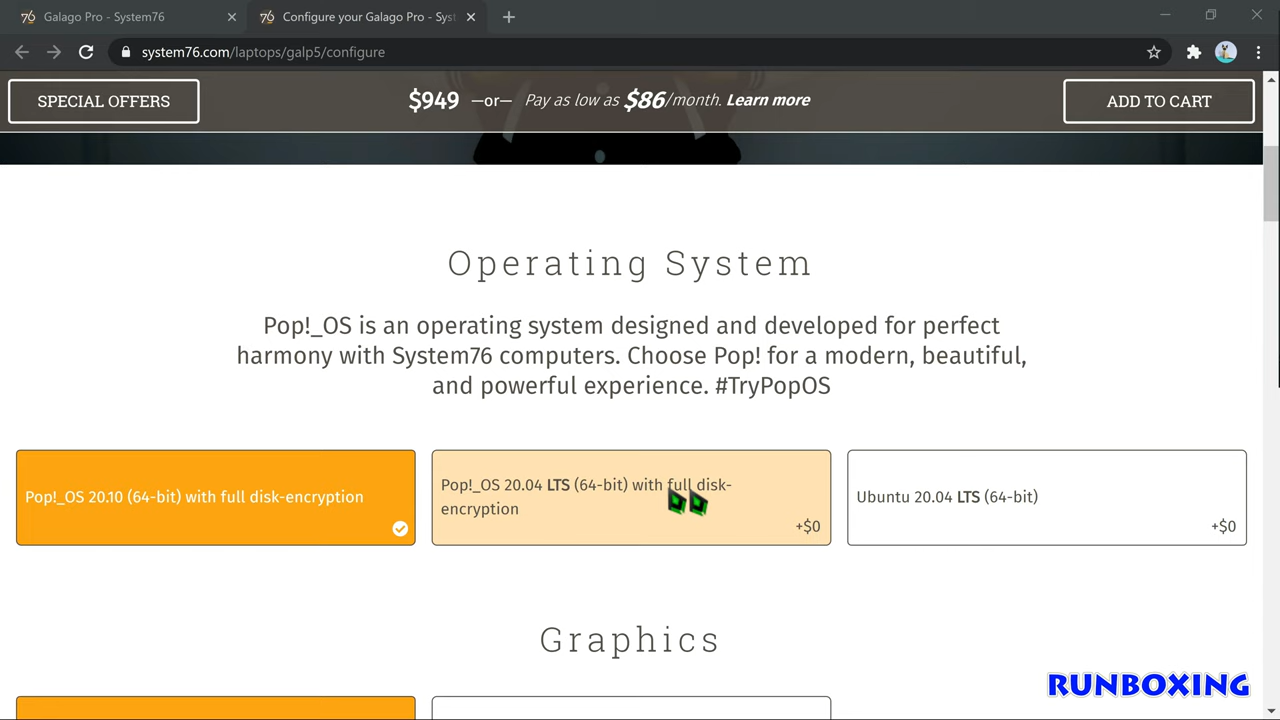 Galago Pro - System76
Configure your Galago Pro - Syst
system76.com/laptops/galp5/configure
SPECIAL OFFERS
$949 —or— Pay as low as $86/month. Learn more
ADD TO CART
Operating System
Pop!_OS is an operating system designed and developed for perfect
harmony with System76 computers. Choose Pop! for a modern, beautiful,
and powerful experience. #TryPopOS
Pop!_OS 20.10 (64-bit) with full disk-encryption
Pop!_OS 20.04 LTS (64-bit) with full disk-
encryption
+$0
Ubuntu 20.04 LTS (64-bit)
+$0
Graphics
RUNBOXING